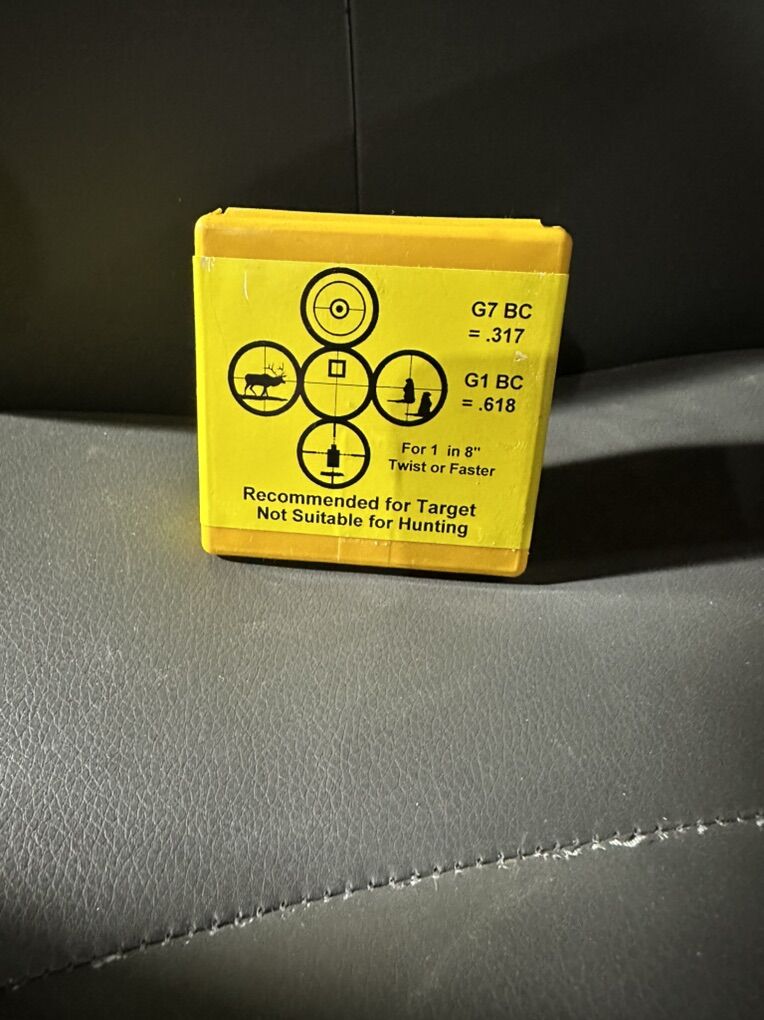 G7 BC
= .317
G1 BC
= .618
For 1 in 8"
Twist or Faster
Recommended for Target
Not Suitable for Hunting